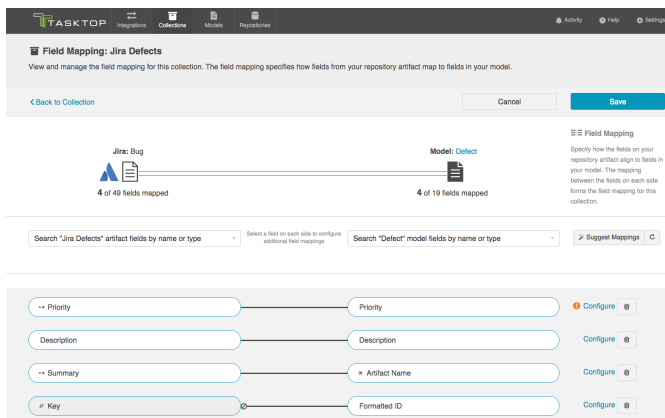 TASKTOP
Integrations
Collections
Models
Repositories
Activity
Help
Settings
Field Mapping: Jira Defects
View and manage the field mapping for this collection. The field mapping specifies how fields from your repository artifact map to fields in your model.
Back to Collection
Cancel
Save
Field Mapping
Specify how the fields on your
repository artifact align to fields in
your model. The mapping
between the fields on each side
forms the field mapping for this
collection.
Jira: Bug
Model: Defect
4 of 49 fields mapped
4 of 19 fields mapped
Search "Jira Defects" artifact fields by name or type
Select a field on each side to configure
additional field mappings
Search "Defect" model fields by name or type
Suggest Mappings
Priority
Priority
Configure
Description
Description
Configure
Summary
Artifact Name
Configure
Key
Formatted ID
Configure